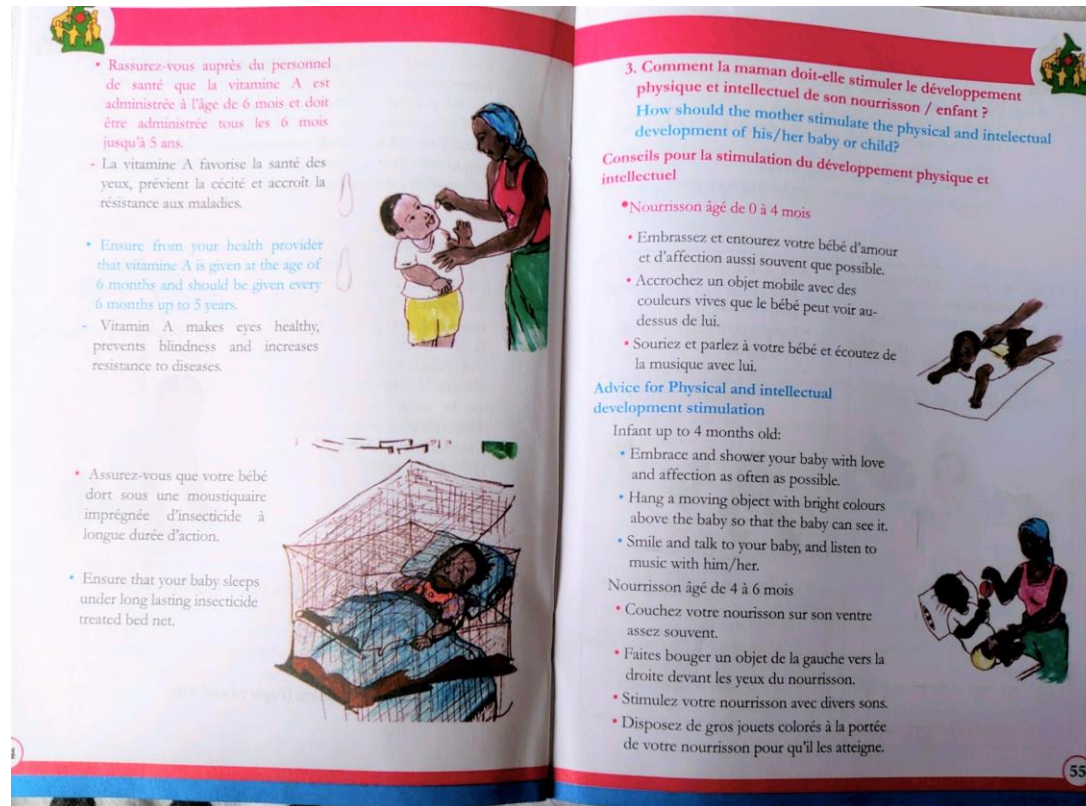 • Rassurez-vous auprès du personnel
de santé que la vitamine A est
administrée à l'âge de 6 mois et doit
être administrée tous les 6 mois
jusqu'à 5 ans.
- La vitamine A favorise la santé des
yeux, prévient la cécité et accroît la
résistance aux maladies.
• Ensure from your health provider
that vitamine A is given at the age of
6 months and should be given every
6 months up to 5 years.
- Vitamin A makes eyes healthy,
prevents blindness and increases
resistance to diseases.
• Assurez-vous que votre bébé
dort sous une moustiquaire
imprégnée d'insecticide à
longue durée d'action.
• Ensure that your baby sleeps
under long lasting insecticide
treated bed net.
3. Comment la maman doit-elle stimuler le développement
physique et intellectuel de son nourrisson / enfant ?
How should the mother stimulate the physical and intelectual
development of his/her baby or child?
Conseils pour la stimulation du développement physique et
intellectuel
•Nourrisson âgé de 0 à 4 mois
• Embrassez et entourez votre bébé d'amour
et d'affection aussi souvent que possible.
• Accrochez un objet mobile avec des
couleurs vives que le bébé peut voir au-
dessus de lui.
• Souriez et parlez à votre bébé et écoutez de
la musique avec lui.
Advice for Physical and intellectual
development stimulation
Infant up to 4 months old:
• Embrace and shower your baby with love
and affection as often as possible.
• Hang a moving object with bright colours
above the baby so that the baby can see it.
• Smile and talk to your baby, and listen to
music with him/her.
Nourrisson âgé de 4 à 6 mois
• Couchez votre nourisson sur son ventre
assez souvent.
• Faites bouger un objet de la gauche vers la
droite devant les yeux du nourrisson.
• Stimulez votre nourrisson avec divers sons.
• Disposez de gros jouets colorés à la portée
de votre nourrisson pour qu'il les atteigne.
55